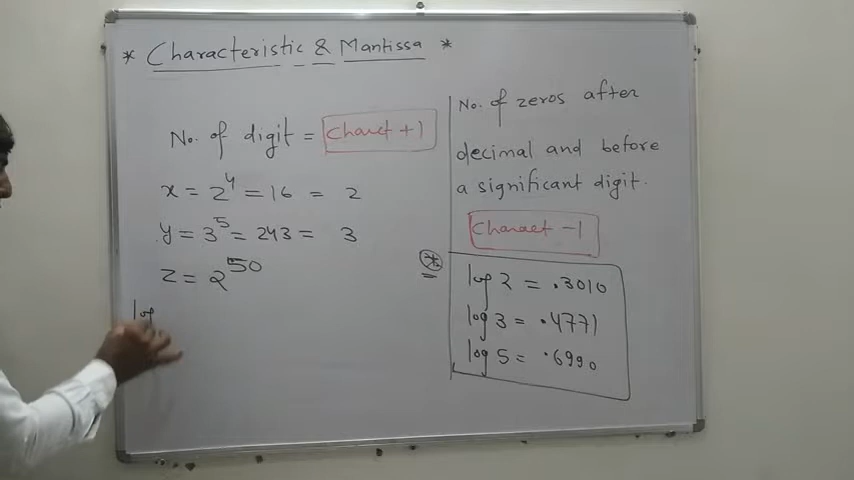 * Characteristic & Mantissa *
No. of digit = Charact +1
x = 2^4 = 16 = 2
y = 3^5 = 243 = 3
z = 2^50
log
No. of zeros after
decimal and before
a significant digit.
Charact -1
*
log 2 = .3010
log 3 = .4771
log 5 = .6990